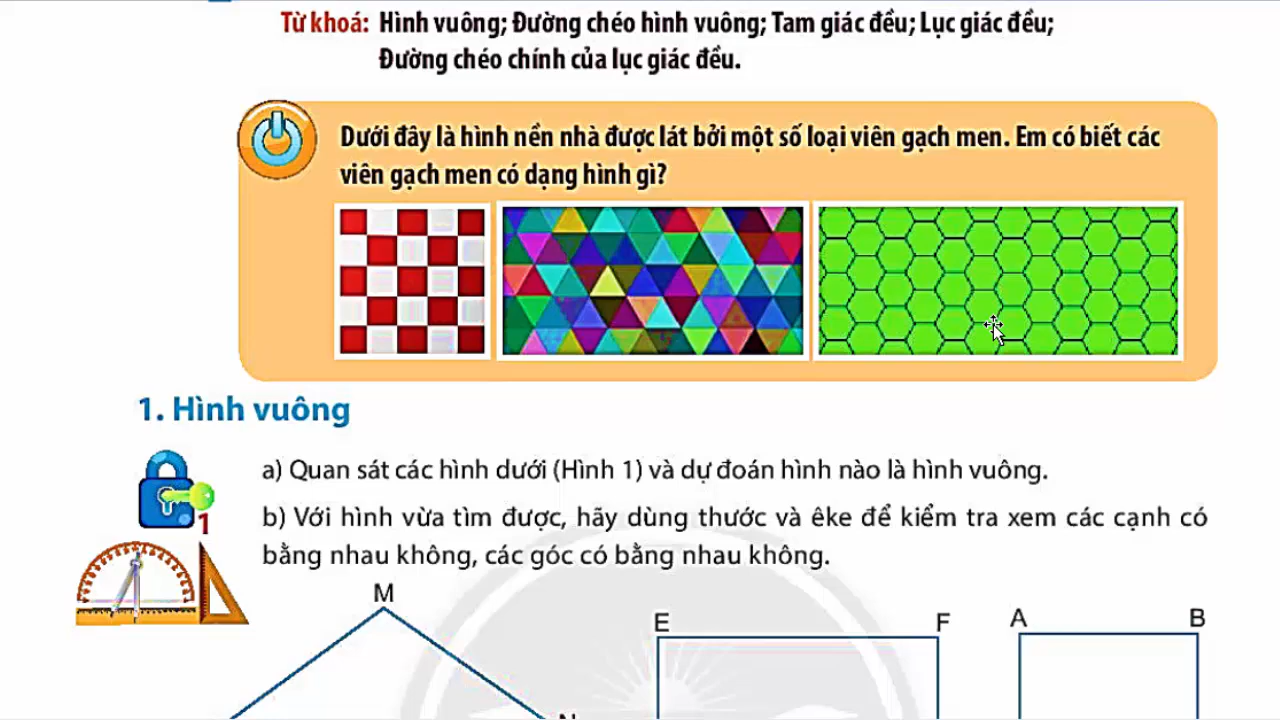 Từ khoá: Hình vuông; Đường chéo hình vuông; Tam giác đều; Lục giác đều;
Đường chéo chính của lục giác đều.
Dưới đây là hình nền nhà được lát bởi một số loại viên gạch men. Em có biết các
viên gạch men có dạng hình gì?
1. Hình vuông
a) Quan sát các hình dưới (Hình 1) và dự đoán hình nào là hình vuông.
1
b) Với hình vừa tìm được, hãy dùng thước và êke để kiểm tra xem các cạnh có
bằng nhau không, các góc có bằng nhau không.
M
E F A B